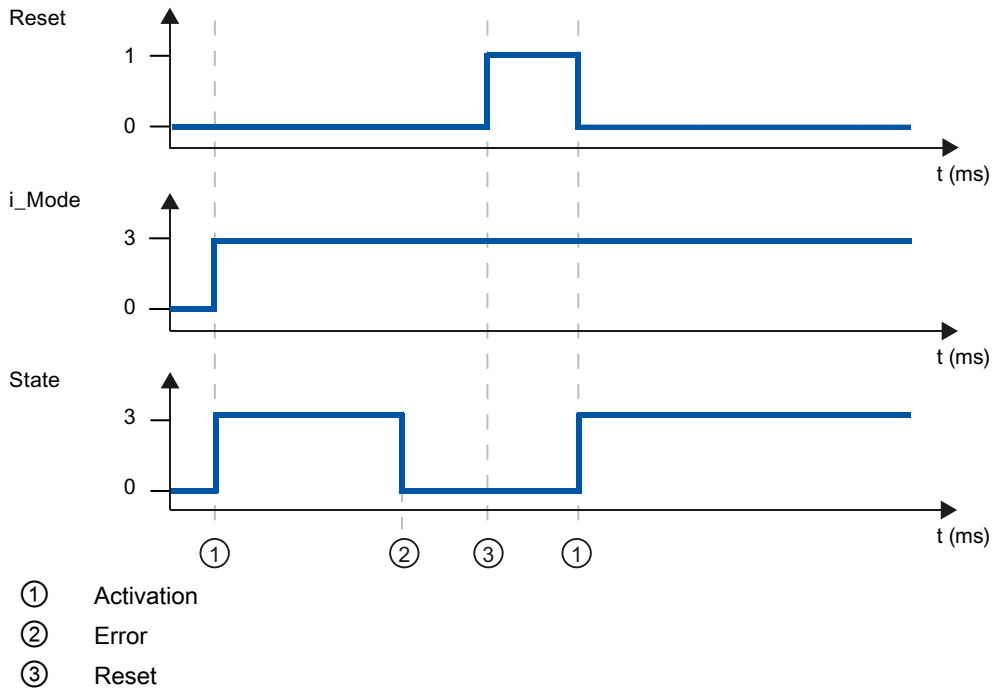 Reset
1
0
t (ms)
i_Mode
3
0
t (ms)
State
3
0
t (ms)
① ② ③ ①
① Activation
② Error
③ Reset